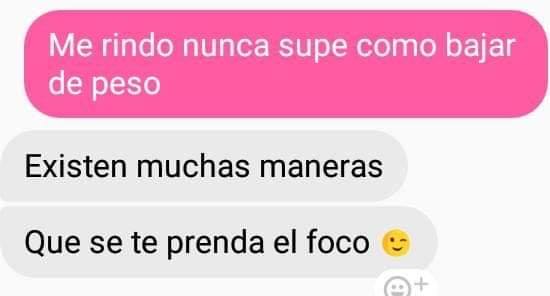 Me rindo nunca supe como bajar
de peso
Existen muchas maneras
Que se te prenda el foco 😉